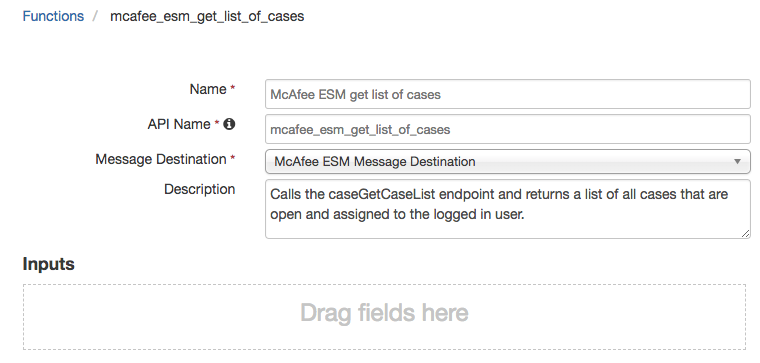 Functions / mcafee_esm_get_list_of_cases
Name * McAfee ESM get list of cases
API Name * mcafee_esm_get_list_of_cases
Message Destination * McAfee ESM Message Destination
Description Calls the caseGetCaseList endpoint and returns a list of all cases that are
open and assigned to the logged in user.
Inputs
Drag fields here